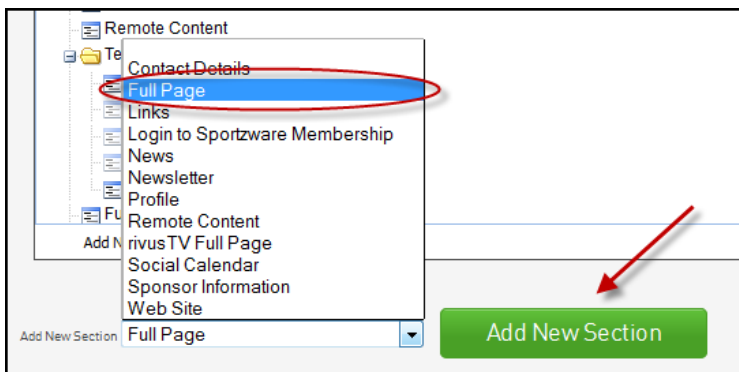 Remote Content
Te
Contact Details
Full Page
Links
Login to Sportzware Membership
News
Newsletter
Profile
Remote Content
rivusTV Full Page
Social Calendar
Sponsor Information
Web Site
Fu
Add N
Add New Section Full Page
Add New Section